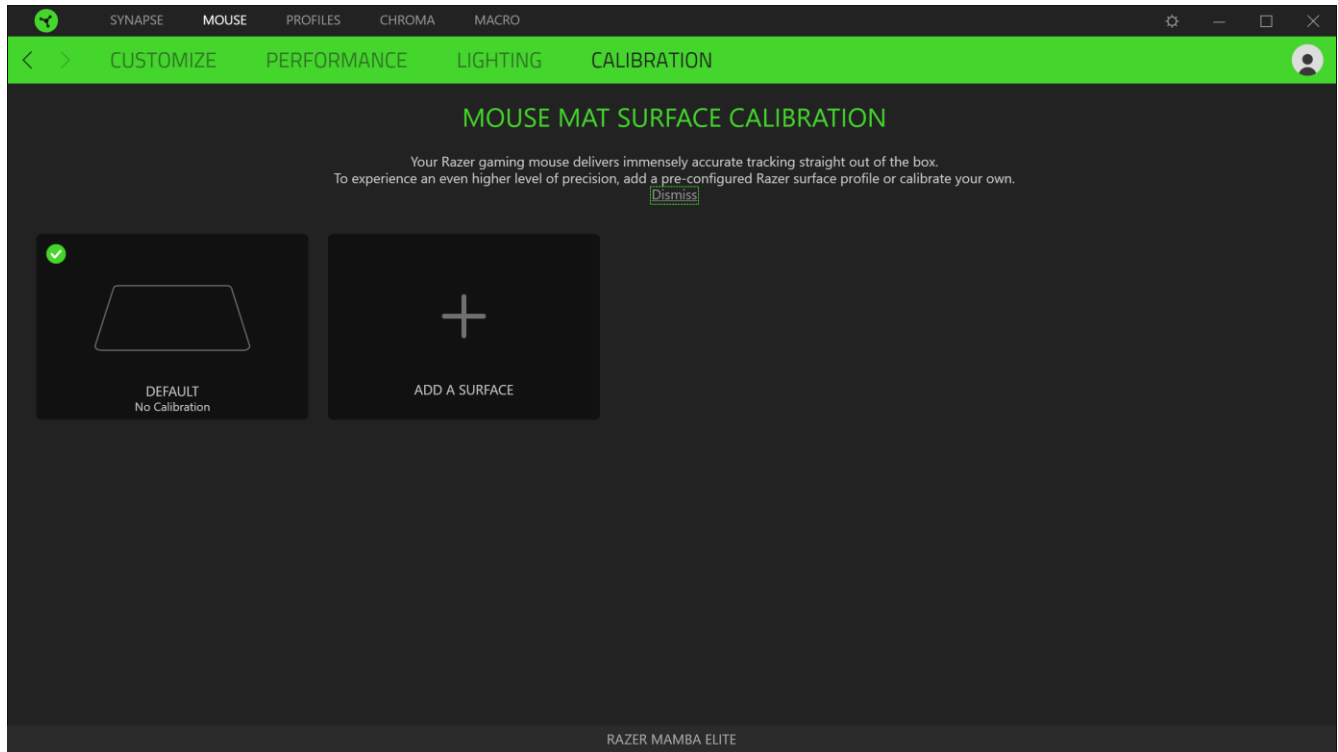 SYNAPSE MOUSE PROFILES CHROMA MACRO
CUSTOMIZE PERFORMANCE LIGHTING CALIBRATION
MOUSE MAT SURFACE CALIBRATION
Your Razer gaming mouse delivers immensely accurate tracking straight out of the box.
To experience an even higher level of precision, add a pre-configured Razer surface profile or calibrate your own.
Dismiss
DEFAULT
No Calibration
ADD A SURFACE
RAZER MAMBA ELITE